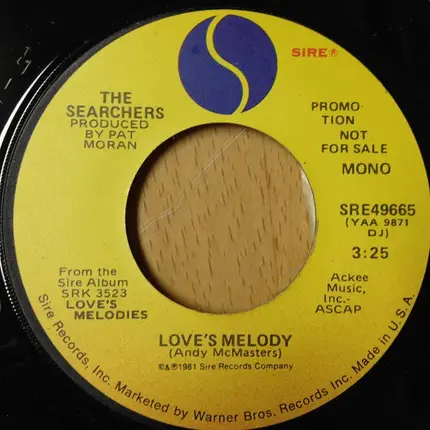 SIRE®
THE
SEARCHERS
PRODUCED
BY PAT
MORAN
PROMO-
TION NOT
FOR SALE
MONO
SRE49665
(YAA 9871
DJ)
3:25
From the
Sire Album
SRK 3523
LOVE'S
MELODIES
Ackee
Music,
Inc.-
ASCAP
LOVE'S MELODY
(Andy McMasters)
©&℗1981 Sire Records Company
Sire Records, Inc. Marketed by Warner Bros. Records Inc. Made in U.S.A.